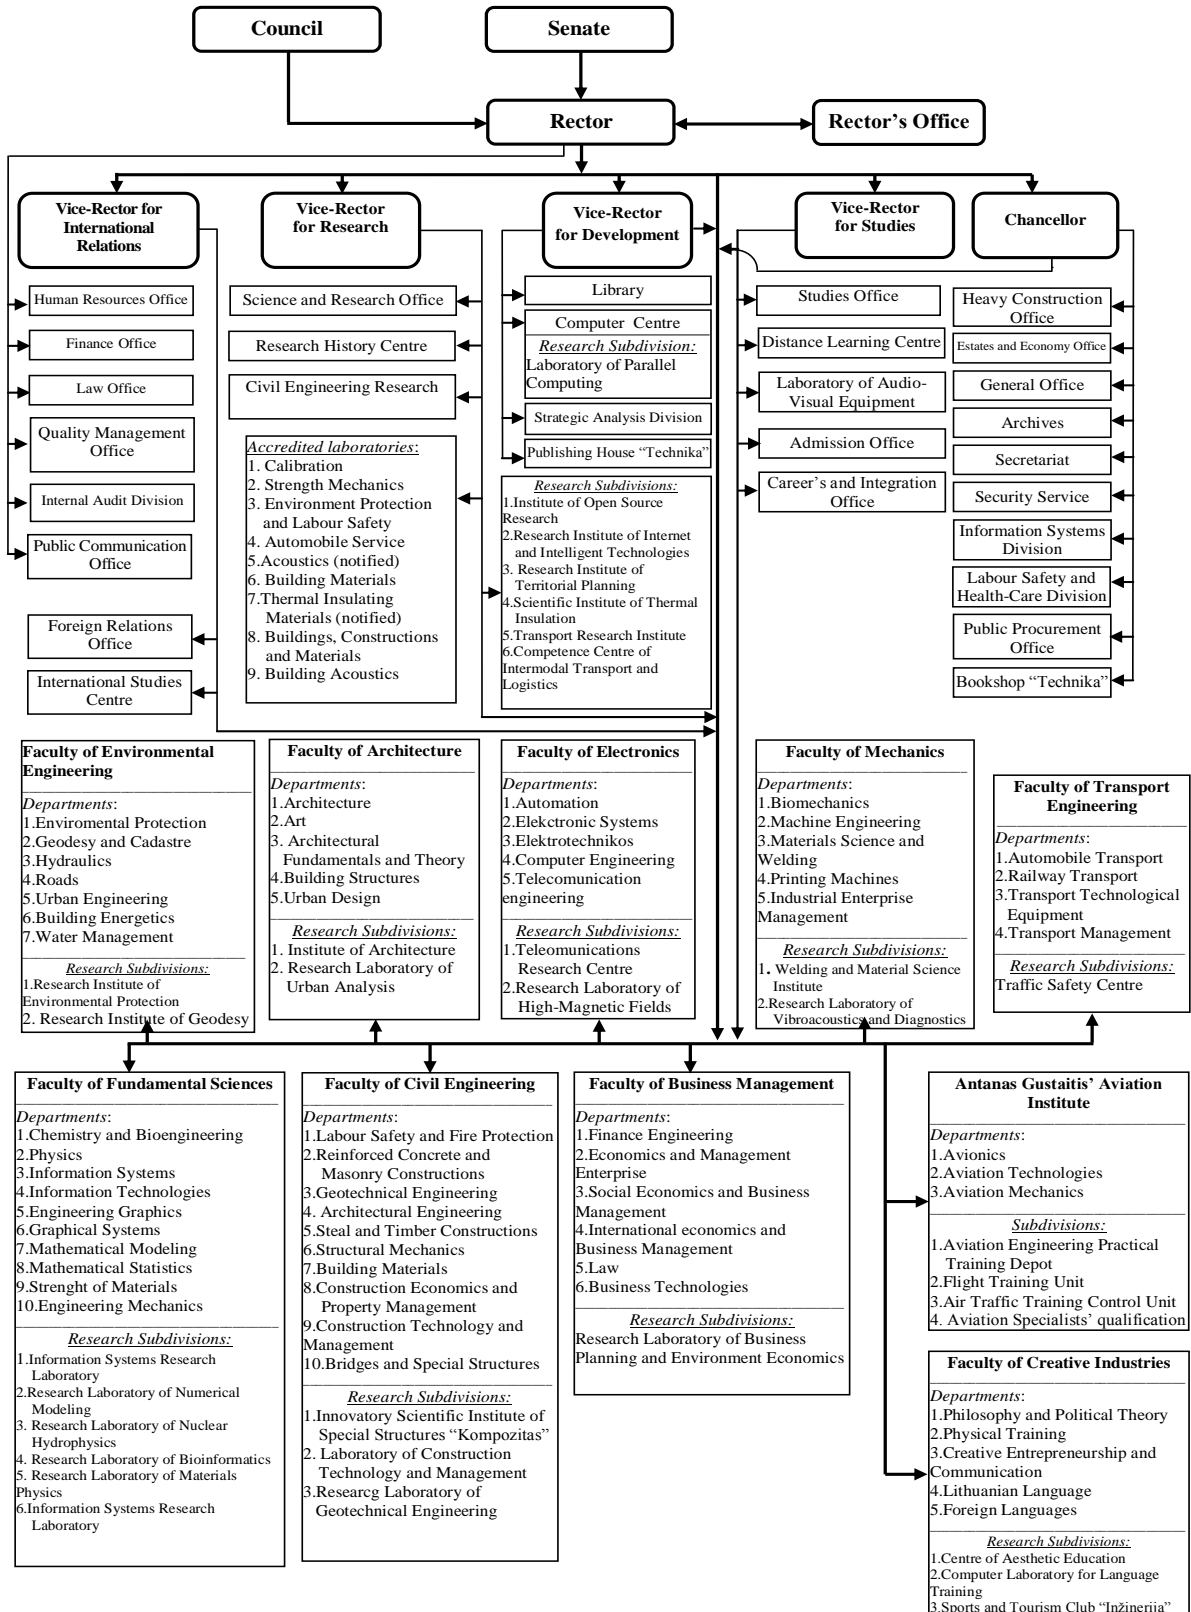 Council
Senate
Rector
Rector's Office
Vice-Rector for
International
Relations
Vice-Rector
for Research
Vice-Rector
for Development
Vice-Rector
for Studies
Chancellor
Human Resources Office
Finance Office
Law Office
Quality Management
Office
Internal Audit Division
Public Communication
Office
Foreign Relations
Office
International Studies
Centre
Science and Research Office
Research History Centre
Civil Engineering Research
Accredited laboratories:
1. Calibration
2. Strength Mechanics
3. Environment Protection
and Labour Safety
4. Automobile Service
5.Acoustics (notified)
6. Building Materials
7.Thermal Insulating
Materials (notified)
8. Buildings, Constructions
and Materials
9. Building Acoustics
Library
Computer Centre
Research Subdivision:
Laboratory of Parallel
Computing
Strategic Analysis Division
Publishing House "Technika"
Research Subdivisions:
1.Institute of Open Source
Research
2.Research Institute of Internet
and Intelligent Technologies
3. Research Institute of
Territorial Planning
4.Scientific Institute of Thermal
Insulation
5.Transport Research Institute
6.Competence Centre of
Intermodal Transport and
Logistics
Studies Office
Distance Learning Centre
Laboratory of Audio-
Visual Equipment
Admission Office
Career's and Integration
Office
Heavy Construction
Office
Estates and Economy Office
General Office
Archives
Secretariat
Security Service
Information Systems
Division
Labour Safety and
Health-Care Division
Public Procurement
Office
Bookshop "Technika"
Faculty of Environmental
Engineering
Departments:
1.Enviromental Protection
2.Geodesy and Cadastre
3.Hydraulics
4.Roads
5.Urban Engineering
6.Building Energetics
7.Water Management
Research Subdivisions:
1.Research Institute of
Environmental Protection
2. Research Institute of Geodesy
Faculty of Architecture
Departments:
1.Architecture
2.Art
3. Architectural
Fundamentals and Theory
4.Building Structures
5.Urban Design
Research Subdivisions:
1. Institute of Architecture
2. Research Laboratory of
Urban Analysis
Faculty of Electronics
Departments:
1.Automation
2.Elekctronic Systems
3.Elektrotechnikos
4.Computer Engineering
5.Telecomunication
engineering
Research Subdivisions:
1.Teleomunications
Research Centre
2.Research Laboratory of
High-Magnetic Fields
Faculty of Mechanics
Departments:
1.Biomechanics
2.Machine Engineering
3.Materials Science and
Welding
4.Printing Machines
5.Industrial Enterprise
Management
Research Subdivisions:
1. Welding and Material Science
Institute
2.Research Laboratory of
Vibroacoustics and Diagnostics
Faculty of Transport
Engineering
Departments:
1.Automobile Transport
2.Railway Transport
3.Transport Technological
Equipment
4.Transport Management
Research Subdivisions:
Traffic Safety Centre
Faculty of Fundamental Sciences
Departments:
1.Chemistry and Bioengineering
2.Physics
3.Information Systems
4.Information Technologies
5.Engineering Graphics
6.Graphical Systems
7.Mathematical Modeling
8.Mathematical Statistics
9.Strenght of Materials
10.Engineering Mechanics
Research Subdivisions:
1.Information Systems Research
Laboratory
2.Research Laboratory of Numerical
Modeling
3. Research Laboratory of Nuclear
Hydrophysics
4. Research Laboratory of Bioinformatics
5. Research Laboratory of Materials
Physics
6.Information Systems Research
Laboratory
Faculty of Civil Engineering
Departments:
1.Labour Safety and Fire Protection
2.Reinforced Concrete and
Masonry Constructions
3.Geotechnical Engineering
4. Architectural Engineering
5.Steal and Timber Constructions
6.Structural Mechanics
7.Building Materials
8.Construction Economics and
Property Management
9.Construction Technology and
Management
10.Bridges and Special Structures
Research Subdivisions:
1.Innovatory Scientific Institute of
Special Structures "Kompozitas"
2. Laboratory of Construction
Technology and Management
3.Researcg Laboratory of
Geotechnical Engineering
Faculty of Business Management
Departments:
1.Finance Engineering
2.Economics and Management
Enterprise
3.Social Economics and Business
Management
4.International economics and
Business Management
5.Law
6.Business Technologies
Research Subdivisions:
Research Laboratory of Business
Planning and Environment Economics
Antanas Gustaitis' Aviation
Institute
Departments:
1.Avionics
2.Aviation Technologies
3.Aviation Mechanics
Subdivisions:
1.Aviation Engineering Practical
Training Depot
2.Flight Training Unit
3.Air Traffic Training Control Unit
4. Aviation Specialists' qualification
Faculty of Creative Industries
Departments:
1.Philosophy and Political Theory
2.Physical Training
3.Creative Entrepreneurship and
Communication
4.Lithuanian Language
5.Foreign Languages
Research Subdivisions:
1.Centre of Aesthetic Education
2.Computer Laboratory for Language
Training
3.Sports and Tourism Club "Inžinerija"